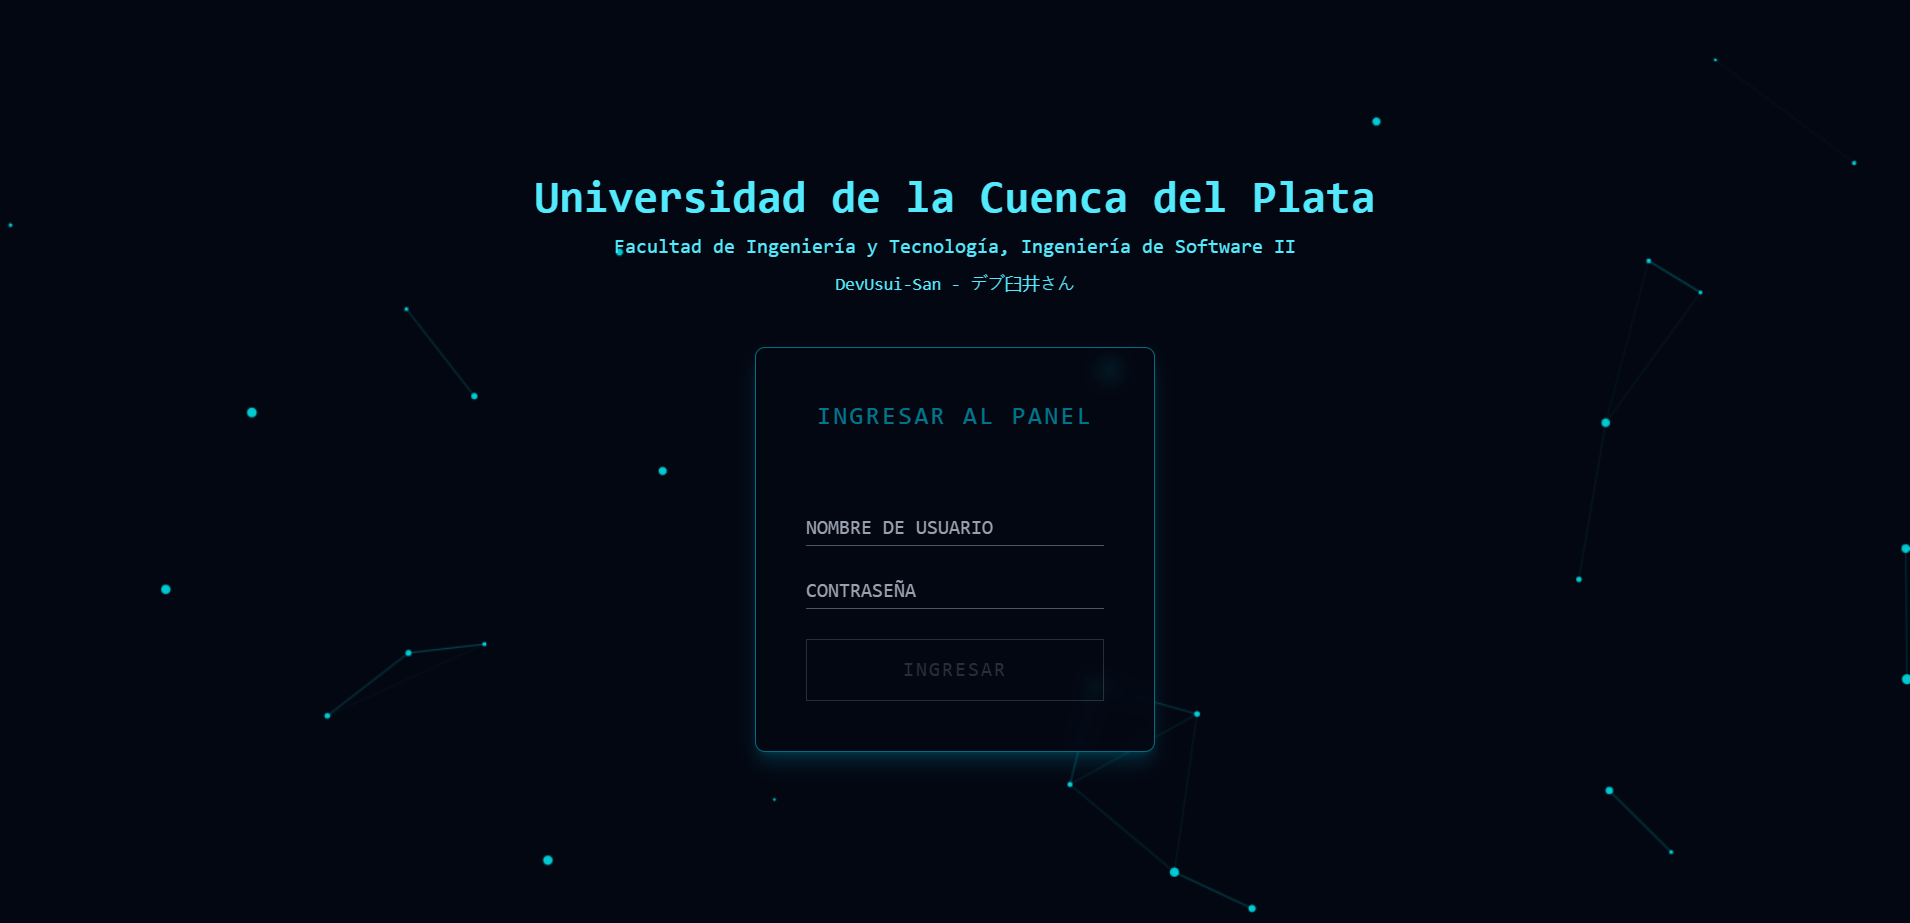 Universidad de la Cuenca del Plata
Facultad de Ingeniería y Tecnología, Ingeniería de Software II
DevUsui-San - デブ臼井さん
INGRESAR AL PANEL
NOMBRE DE USUARIO
CONTRASEÑA
INGRESAR